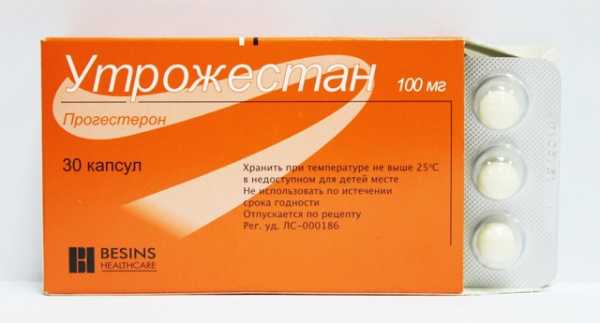 Утрожестан 100 мг
Прогестерон
30 капсул
Хранить при температуре не выше 25°C
в недоступном для детей месте
Не использовать по истечении
срока годности
Отпускается по рецепту
Рег. уд. ЛС-000186
BESINS
HEALTHCARE